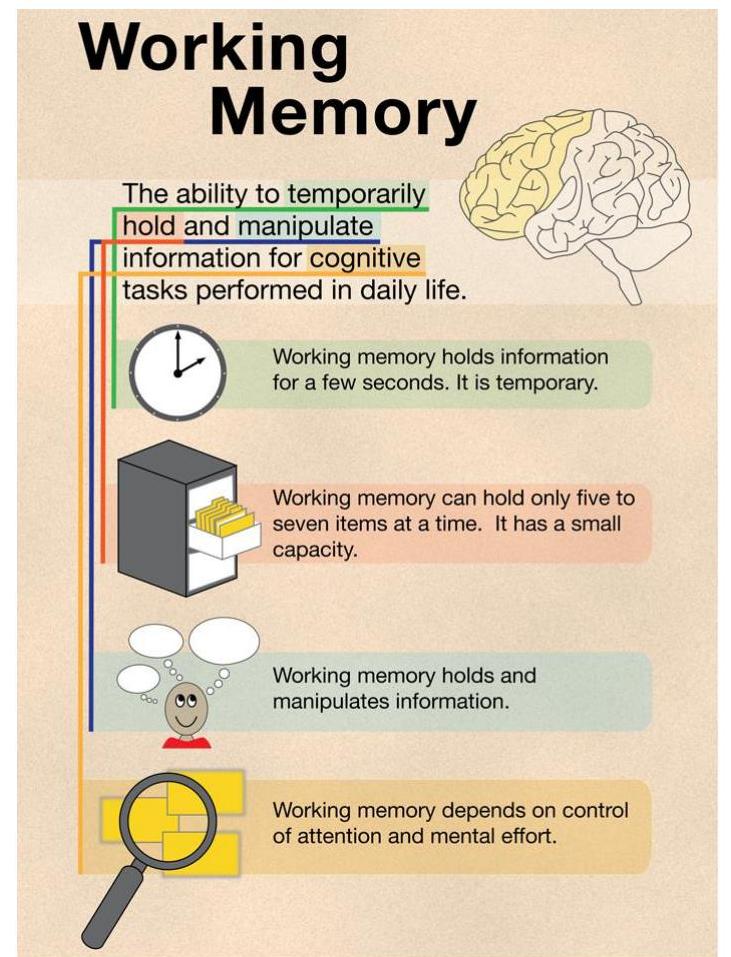 Working
Memory
The ability to temporarily
hold and manipulate
information for cognitive
tasks performed in daily life.
Working memory holds information
for a few seconds. It is temporary.
Working memory can hold only five to
seven items at a time. It has a small
capacity.
Working memory holds and
manipulates information.
Working memory depends on control
of attention and mental effort.